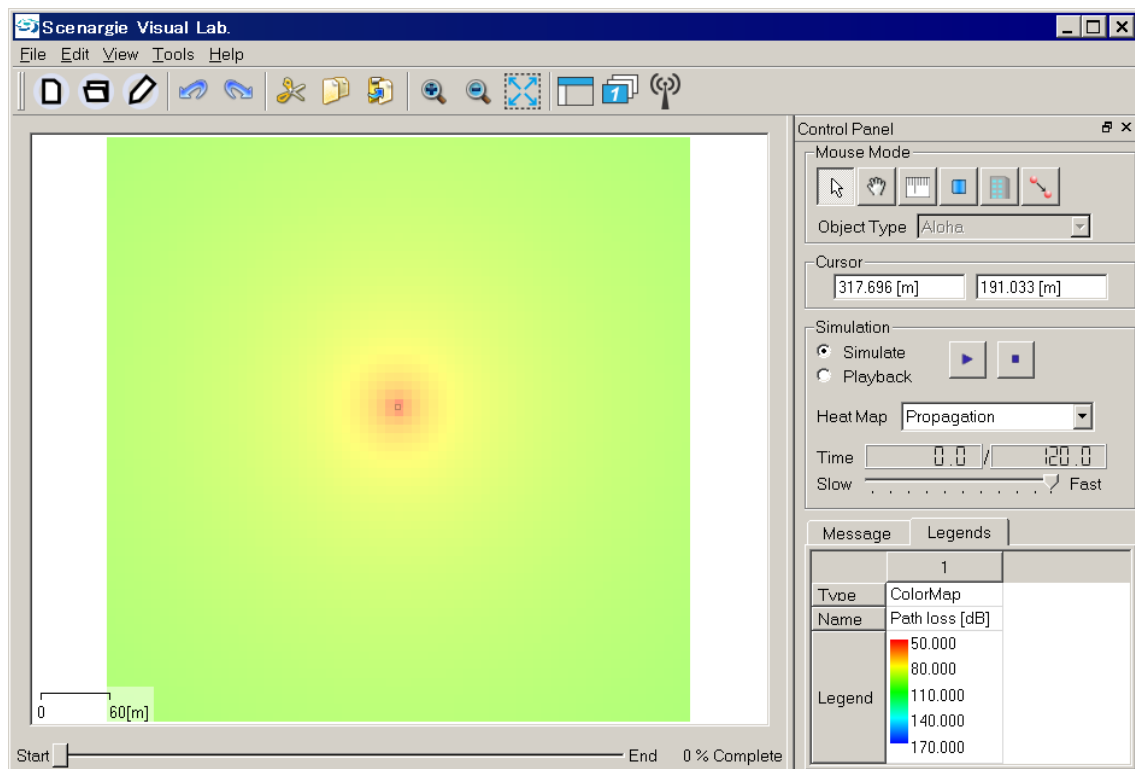 Scenargie Visual Lab.
File Edit View Tools Help
1
Control Panel
Mouse Mode
Object Type Aloha
Cursor
317.696 [m] 191.033 [m]
Simulation
Simulate
Playback
Heat Map Propagation
Time 0.0 / 120.0
Slow Fast
Message Legends
1
Type ColorMap
Name Path loss [dB]
Legend
50.000
80.000
110.000
140.000
170.000
0 60[m]
Start End 0 % Complete